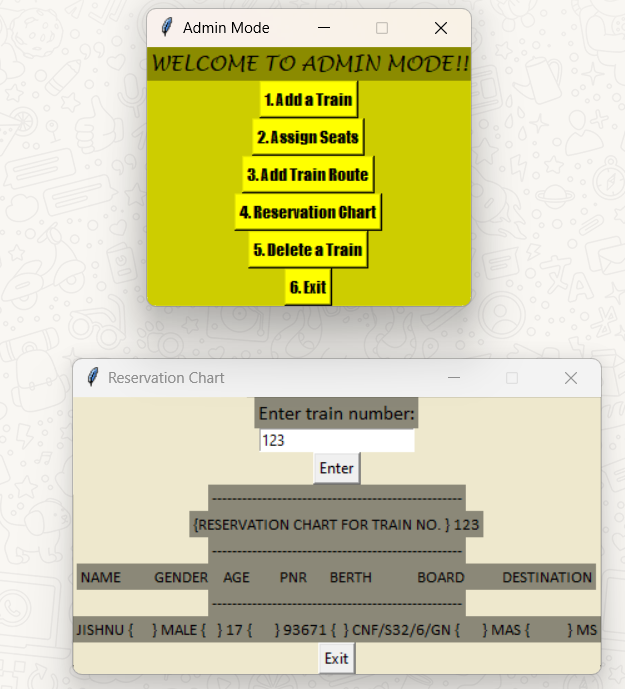 Admin Mode
WELCOME TO ADMIN MODE!!
1. Add a Train
2. Assign Seats
3. Add Train Route
4. Reservation Chart
5. Delete a Train
6. Exit
Reservation Chart
Enter train number:
123
Enter
--------------------------------------------------
{RESERVATION CHART FOR TRAIN NO. } 123
--------------------------------------------------
NAME GENDER AGE PNR BERTH BOARD DESTINATION
--------------------------------------------------
JISHNU { } MALE { } 17 { } 93671 { } CNF/S32/6/GN { } MAS { } MS
Exit